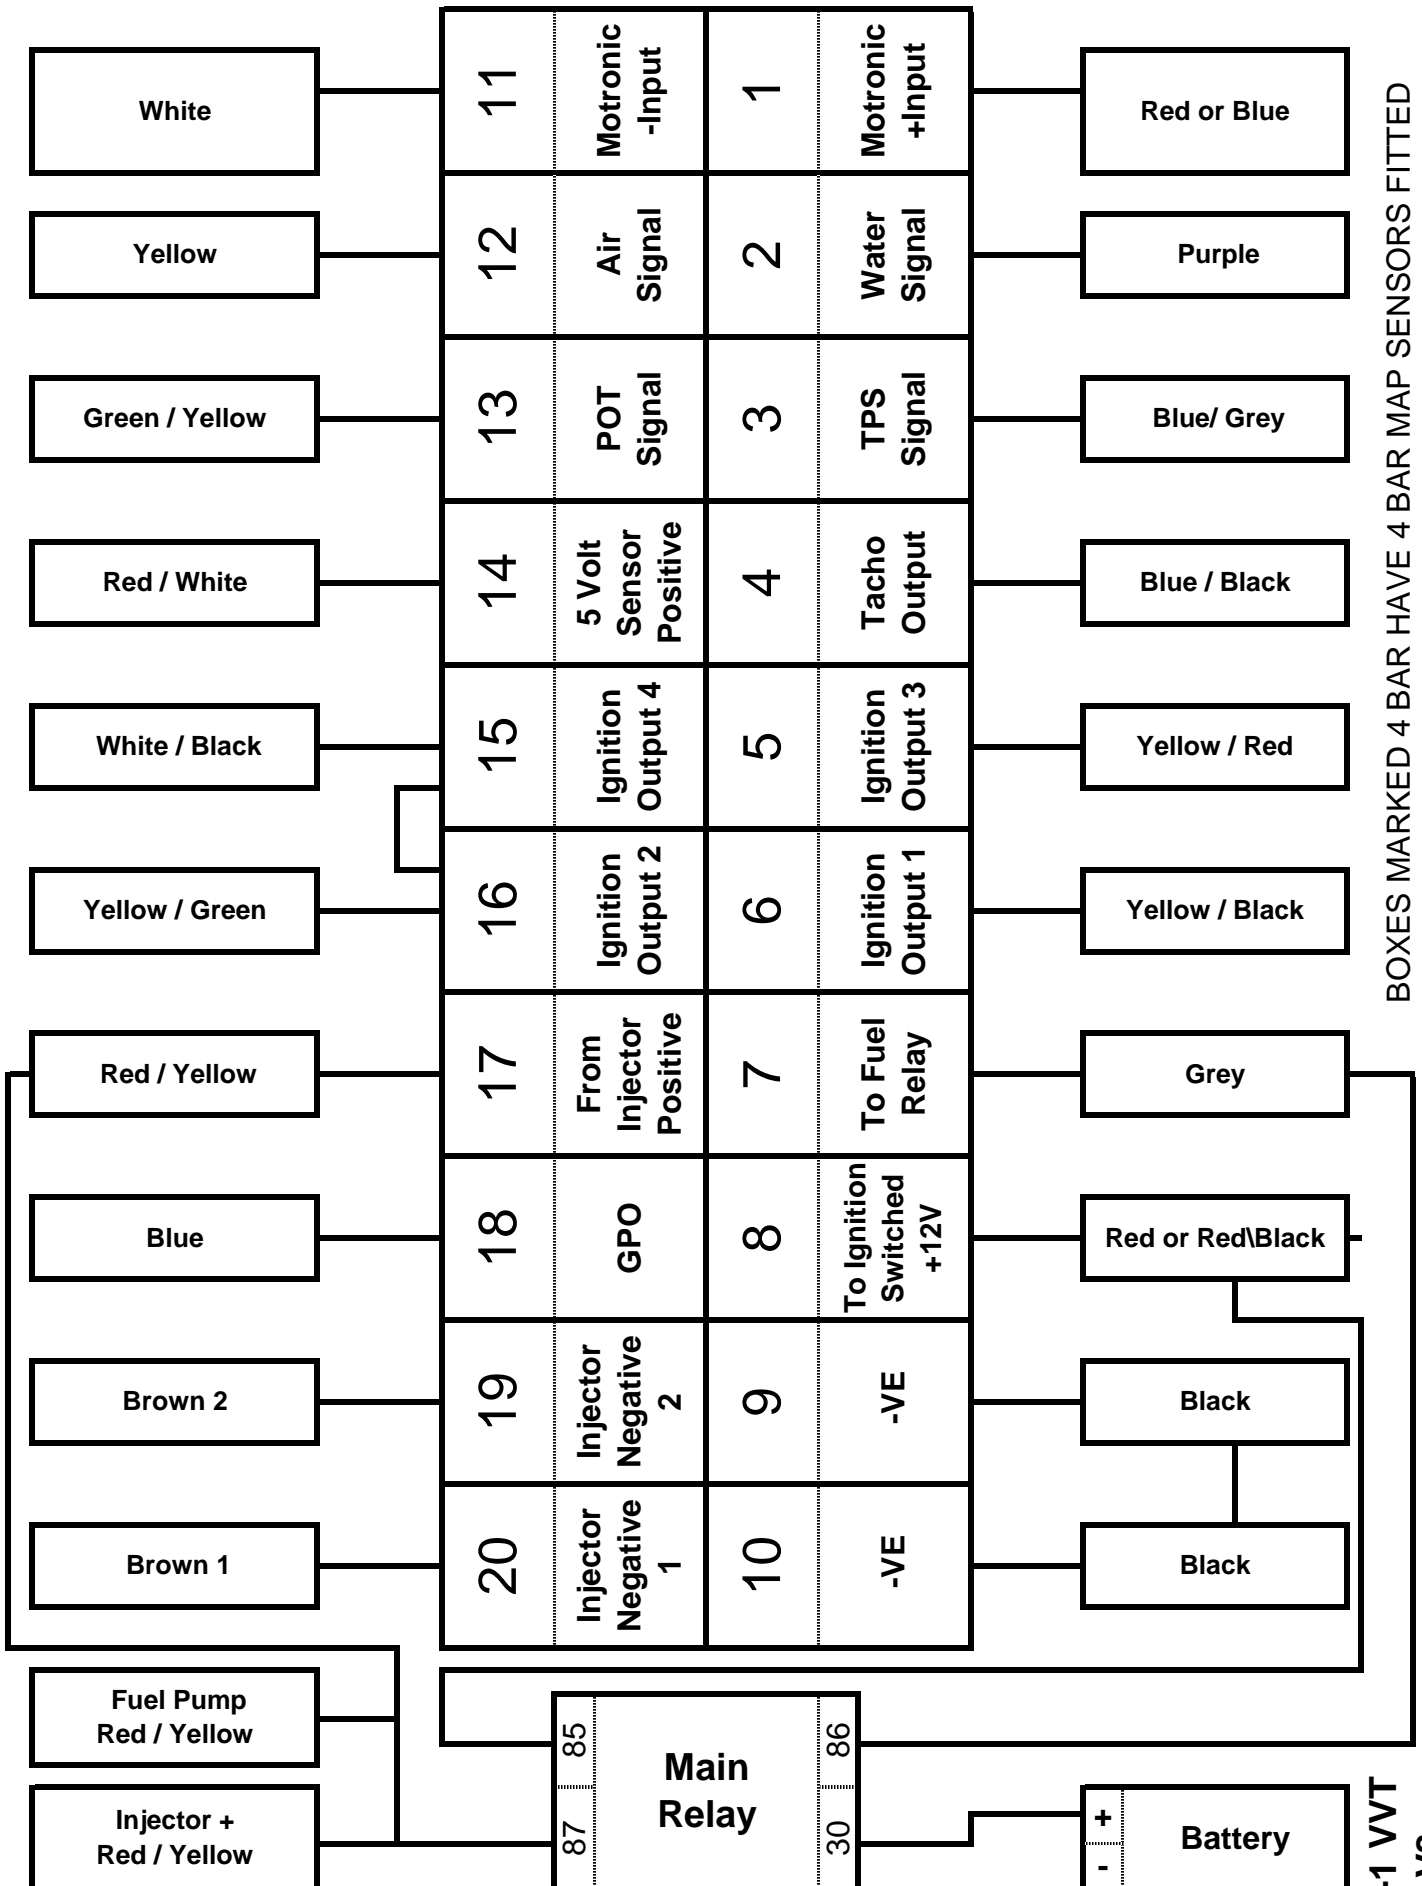 White
11
Motronic
-Input
1
Motronic
+Input
Red or Blue
Yellow
12
Air
Signal
2
Water
Signal
Purple
Green / Yellow
13
POT
Signal
3
TPS
Signal
Blue/ Grey
Red / White
14
5 Volt
Sensor
Positive
4
Tacho
Output
Blue / Black
White / Black
15
Ignition
Output 4
5
Ignition
Output 3
Yellow / Red
Yellow / Green
16
Ignition
Output 2
6
Ignition
Output 1
Yellow / Black
Red / Yellow
17
From
Injector
Positive
7
To Fuel
Relay
Grey
Blue
18
GPO
8
To Ignition
Switched
+12V
Red or Red\Black
Brown 2
19
Injector
Negative
2
9
-VE
Black
Brown 1
20
Injector
Negative
1
10
-VE
Black
Fuel Pump
Red / Yellow
Injector +
Red / Yellow
85
87
Main
Relay
86
30
+
-
Battery
BOXES MARKED 4 BAR HAVE 4 BAR MAP SENSORS FITTED
-1 VVT